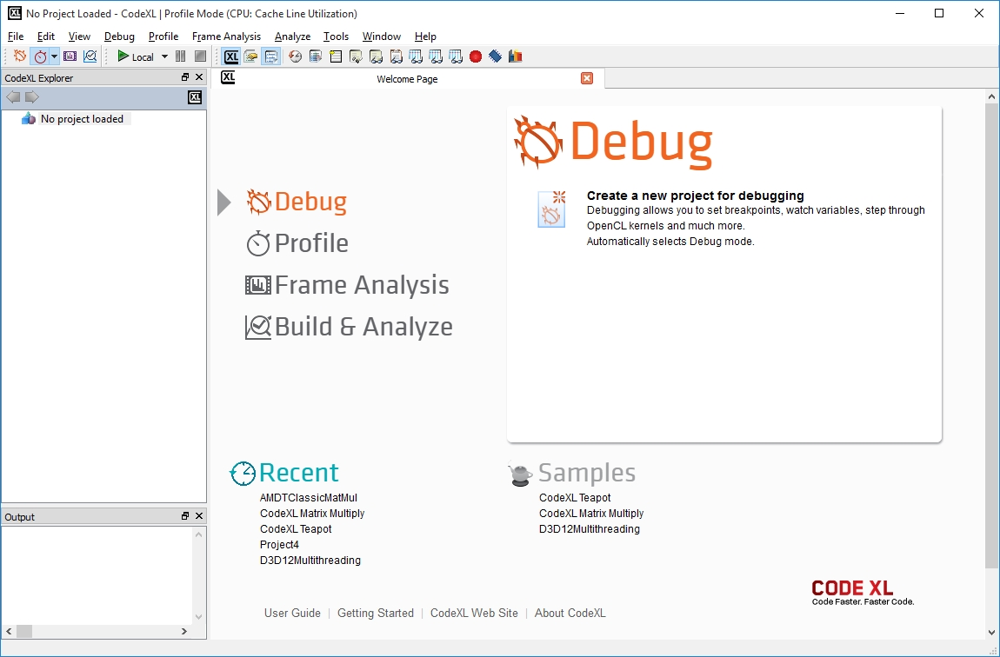 No Project Loaded - CodeXL | Profile Mode (CPU: Cache Line Utilization)
File Edit View Debug Profile Frame Analysis Analyze Tools Window Help
Local XL
CodeXL Explorer
XL Welcome Page
XL
No project loaded
Debug
Create a new project for debugging
Debugging allows you to set breakpoints, watch variables, step through
OpenCL kernels and much more.
Automatically selects Debug mode.
Debug
Profile
Frame Analysis
Build & Analyze
Recent
AMDTClassicMatMul
CodeXL Matrix Multiply
CodeXL Teapot
Project4
D3D12Multithreading
Samples
CodeXL Teapot
CodeXL Matrix Multiply
D3D12Multithreading
Output
CODE XL
Code Faster. Faster Code.
User Guide | Getting Started | CodeXL Web Site | About CodeXL